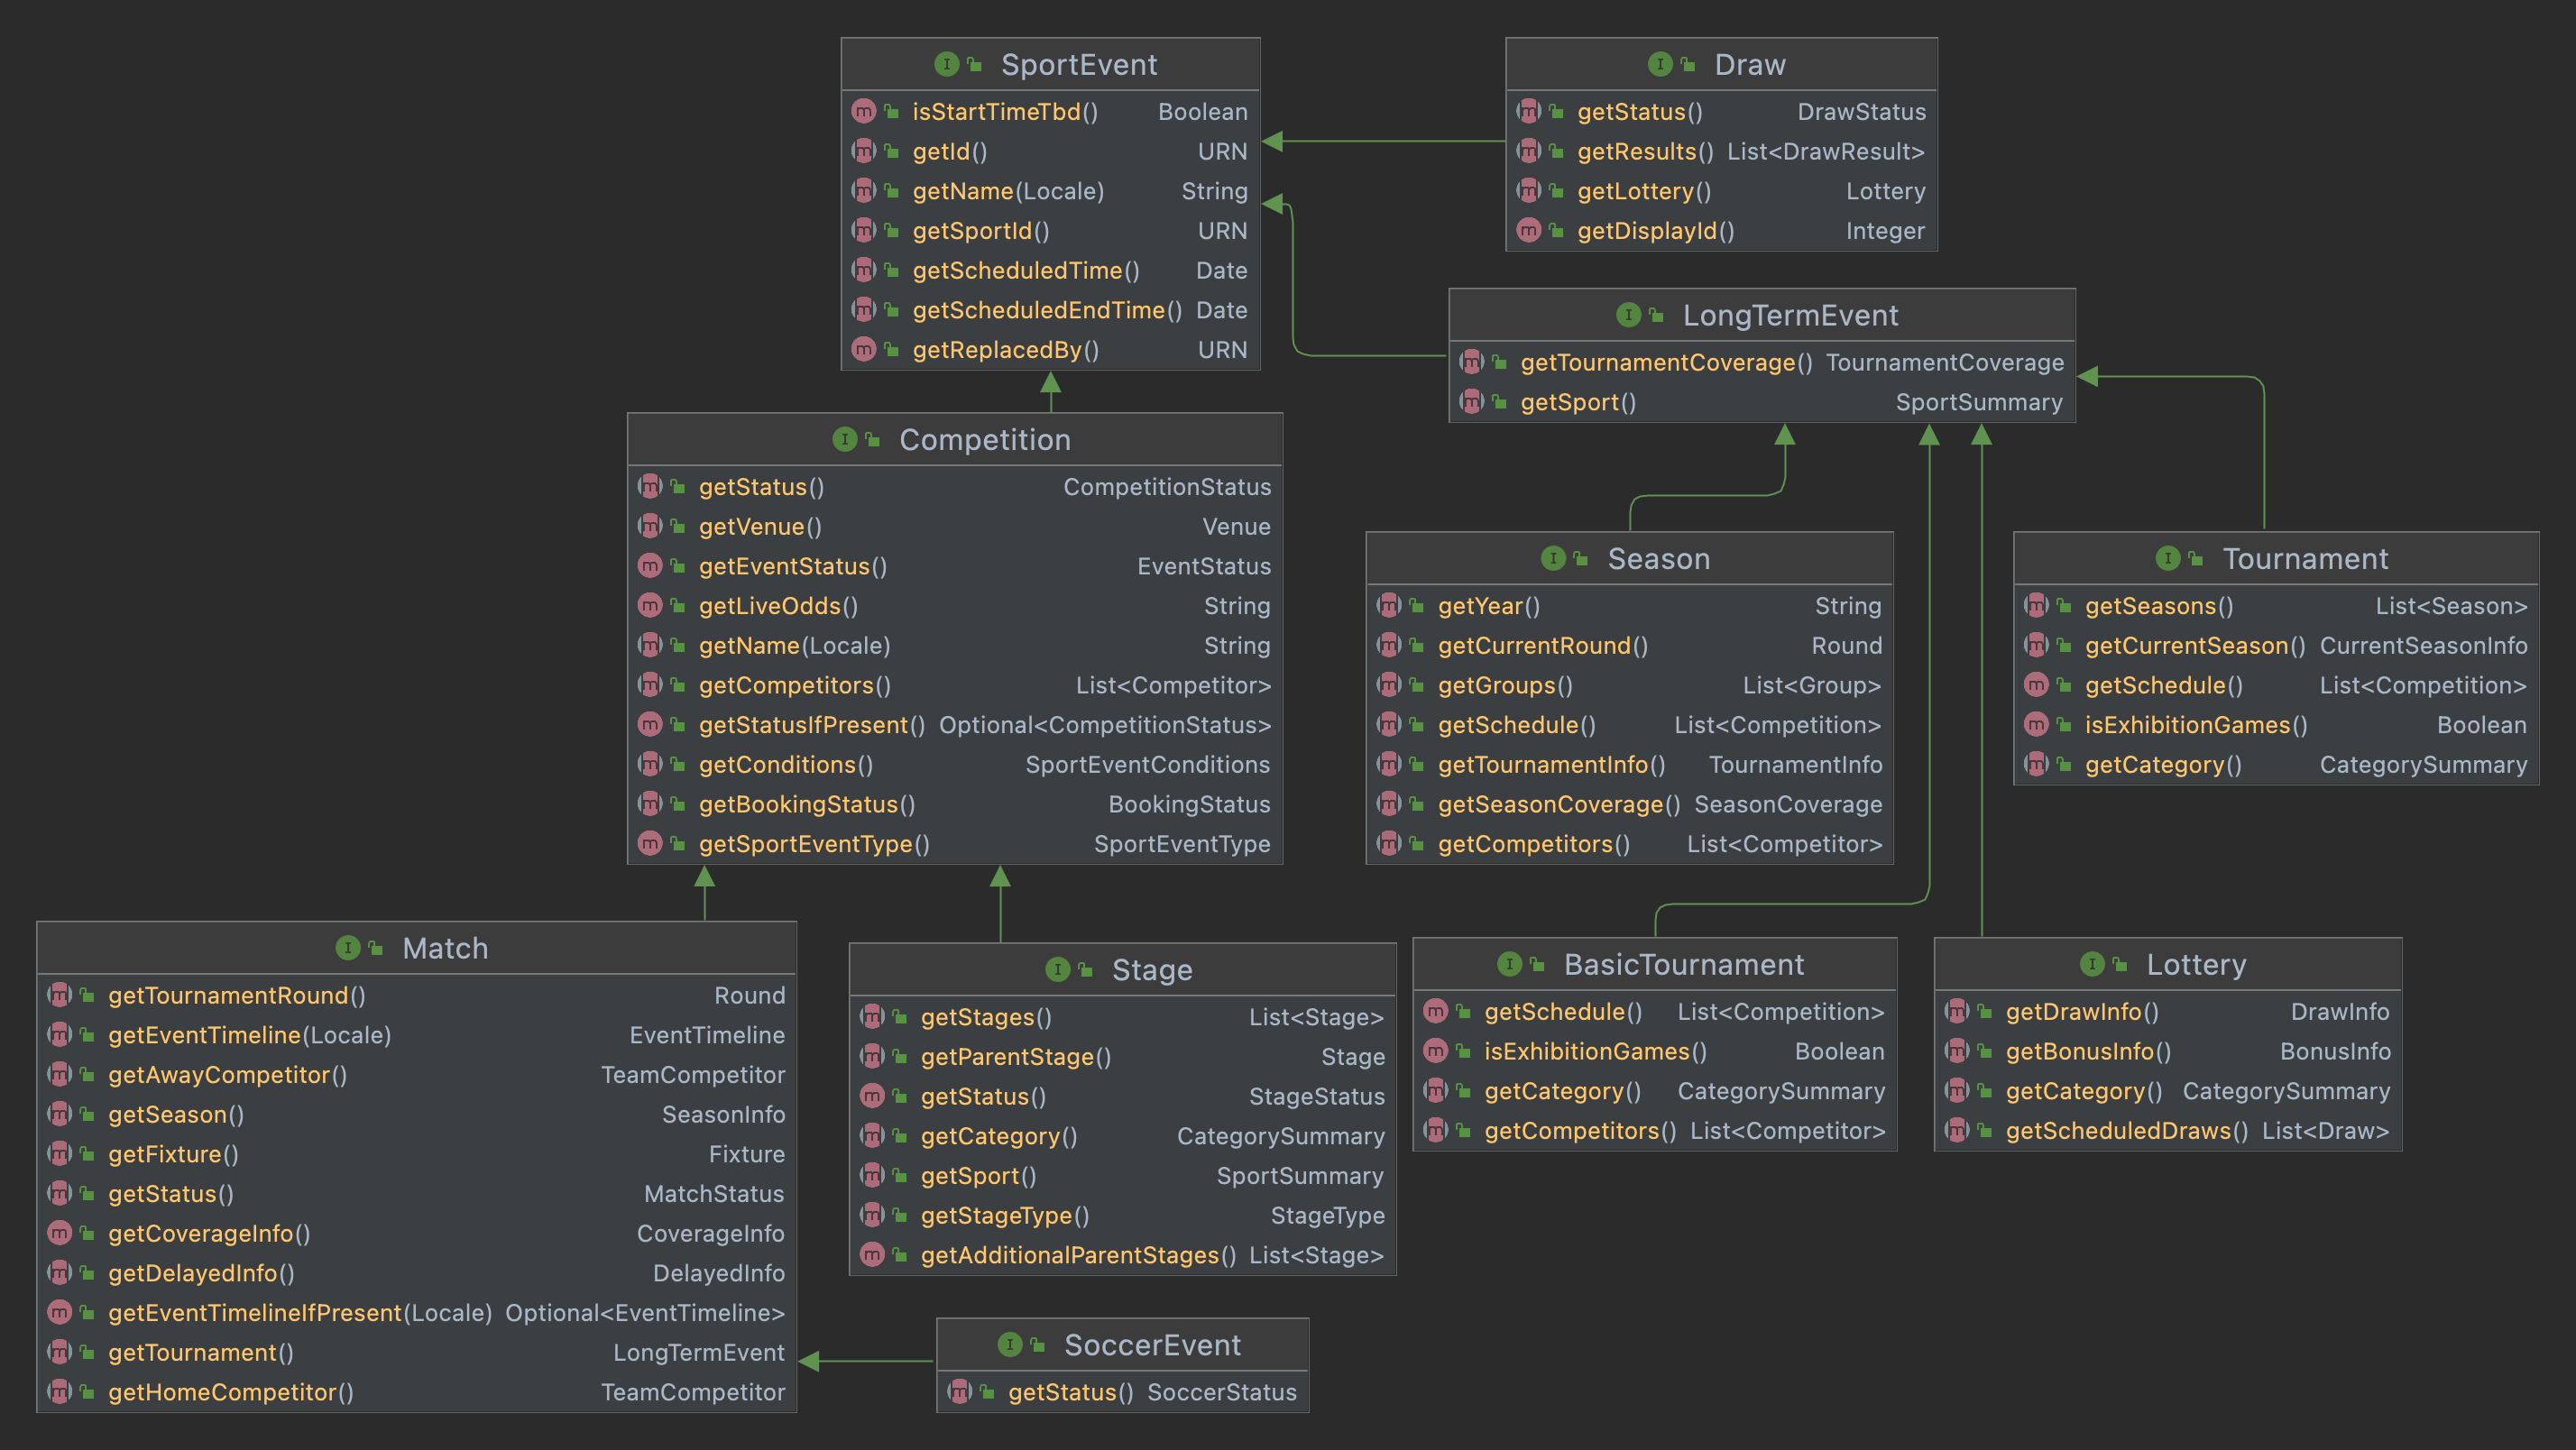 SportEvent
isStartTimeTbd() Boolean
getId() URN
getName(Locale) String
getSportId() URN
getScheduledTime() Date
getScheduledEndTime() Date
getReplacedBy() URN
Draw
getStatus() DrawStatus
getResults() List<DrawResult>
getLottery() Lottery
getDisplayId() Integer
LongTermEvent
getTournamentCoverage() TournamentCoverage
getSport() SportSummary
Competition
getStatus() CompetitionStatus
getVenue() Venue
getEventStatus() EventStatus
getLiveOdds() String
getName(Locale) String
getCompetitors() List<Competitor>
getStatusIfPresent() Optional<CompetitionStatus>
getConditions() SportEventConditions
getBookingStatus() BookingStatus
getSportEventType() SportEventType
Season
getYear() String
getCurrentRound() Round
getGroups() List<Group>
getSchedule() List<Competition>
getTournamentInfo() TournamentInfo
getSeasonCoverage() SeasonCoverage
getCompetitors() List<Competitor>
Tournament
getSeasons() List<Season>
getCurrentSeason() CurrentSeasonInfo
getSchedule() List<Competition>
isExhibitionGames() Boolean
getCategory() CategorySummary
Match
getTournamentRound() Round
getEventTimeline(Locale) EventTimeline
getAwayCompetitor() TeamCompetitor
getSeason() SeasonInfo
getFixture() Fixture
getStatus() MatchStatus
getCoverageInfo() CoverageInfo
getDelayedInfo() DelayedInfo
getEventTimelineIfPresent(Locale) Optional<EventTimeline>
getTournament() LongTermEvent
getHomeCompetitor() TeamCompetitor
Stage
getStages() List<Stage>
getParentStage() Stage
getStatus() StageStatus
getCategory() CategorySummary
getSport() SportSummary
getStageType() StageType
getAdditionalParentStages() List<Stage>
BasicTournament
getSchedule() List<Competition>
isExhibitionGames() Boolean
getCategory() CategorySummary
getCompetitors() List<Competitor>
Lottery
getDrawInfo() DrawInfo
getBonusInfo() BonusInfo
getCategory() CategorySummary
getScheduledDraws() List<Draw>
SoccerEvent
getStatus() SoccerStatus